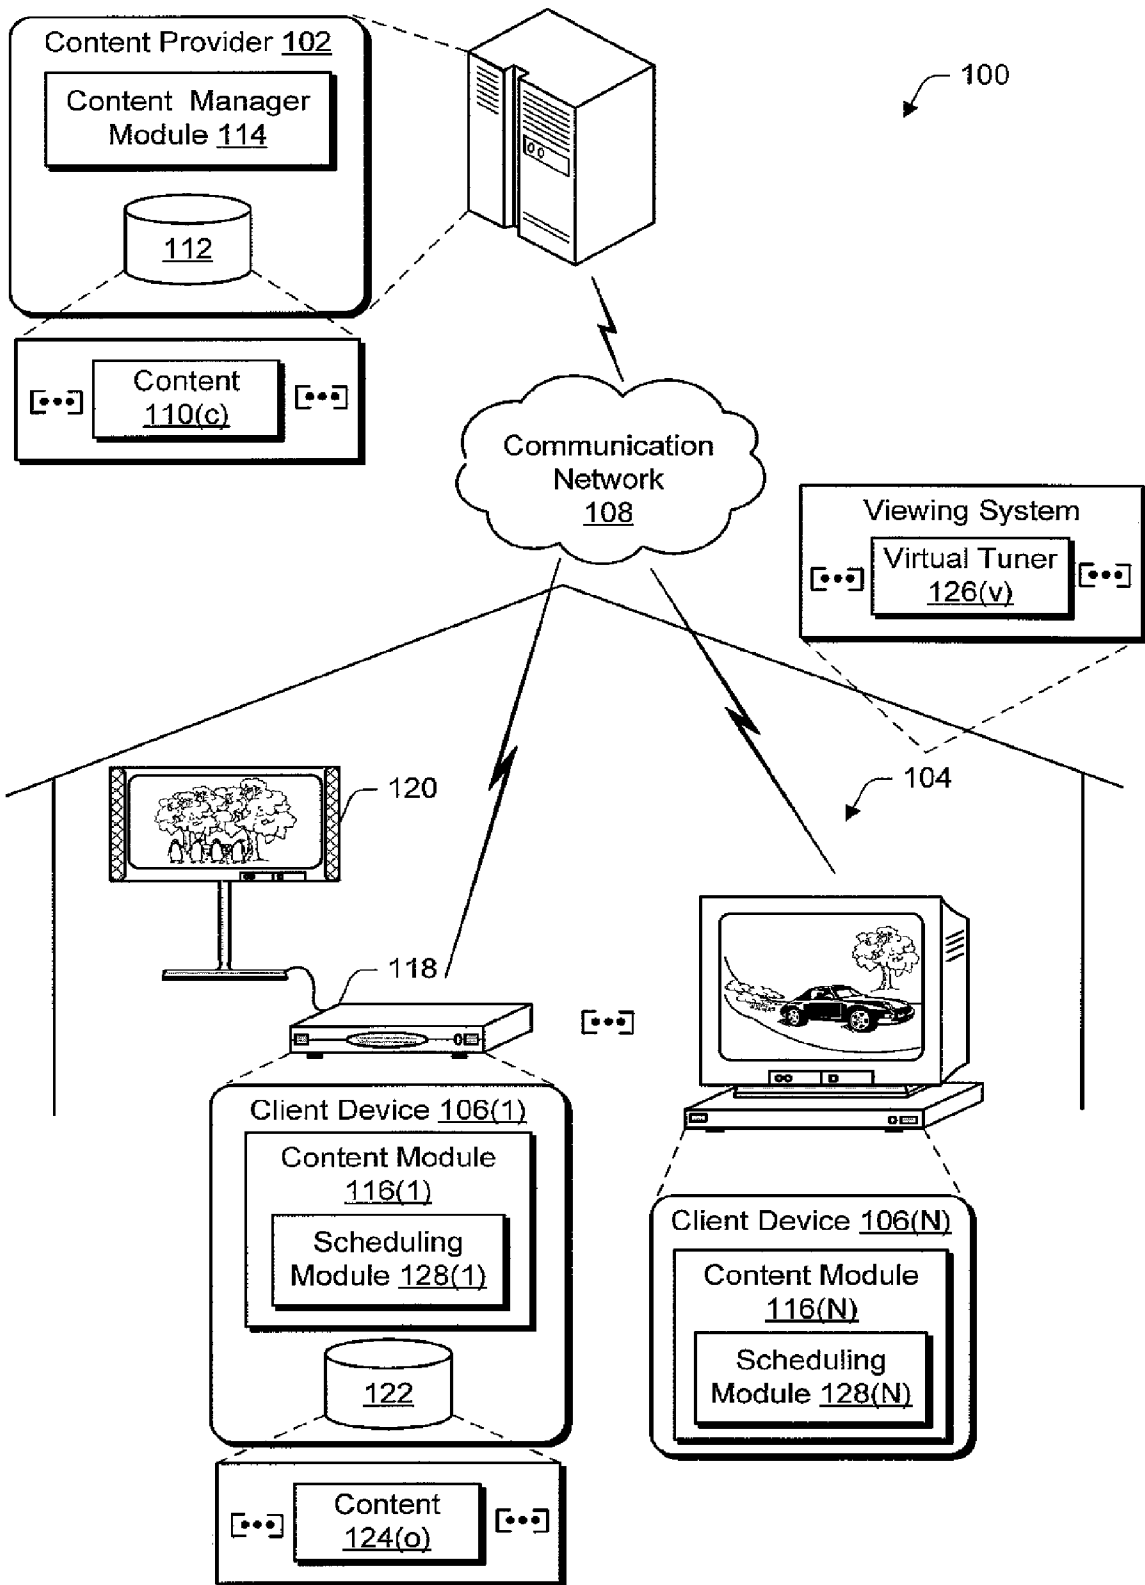 Content Provider 102
Content Manager
Module 114
112
[•••]
Content
110(c)
[•••]
100
Communication
Network
108
Viewing System
[•••]
Virtual Tuner
126(v)
[•••]
104
120
118
[•••]
Client Device 106(1)
Content Module
116(1)
Scheduling
Module 128(1)
122
[•••]
Content
124(o)
[•••]
Client Device 106(N)
Content Module
116(N)
Scheduling
Module 128(N)